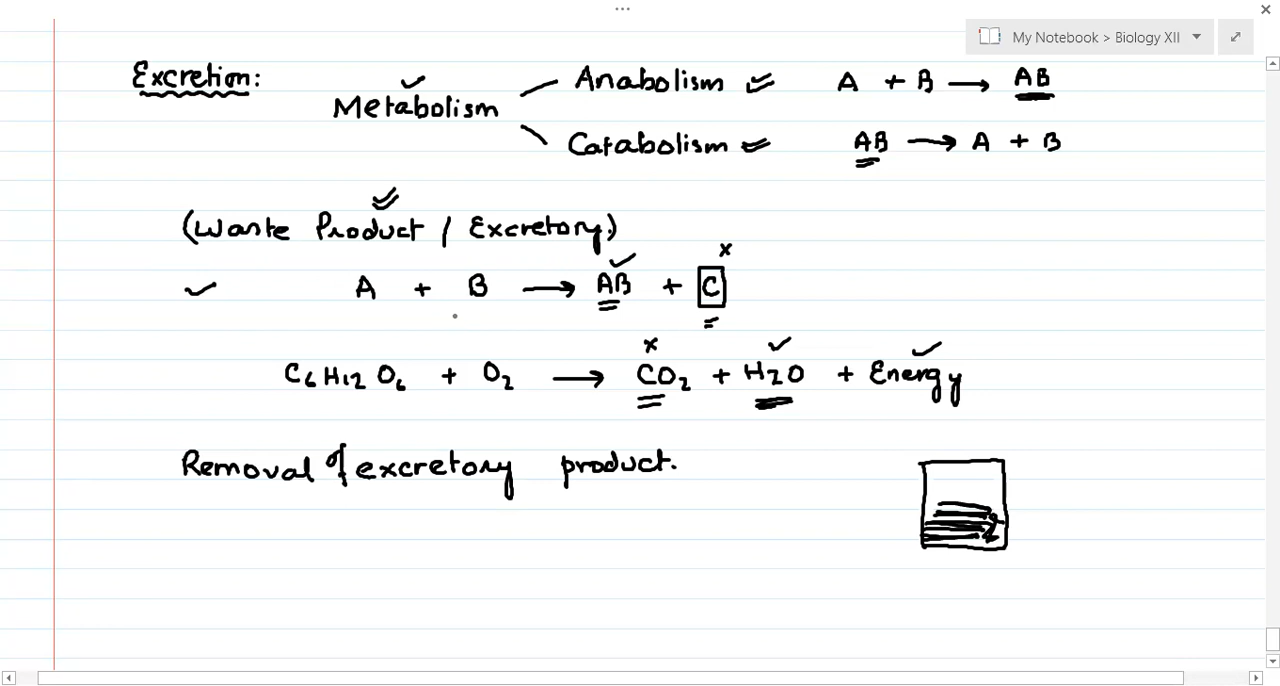 My Notebook > Biology XII
Excretion:
Metabolism
Anabolism A + B → AB
Catabolism AB → A + B
(Waste Product / Excretory)
A + B → AB + C
C6H12O6 + O2 → CO2 + H2O + Energy
Removal of excretory product.